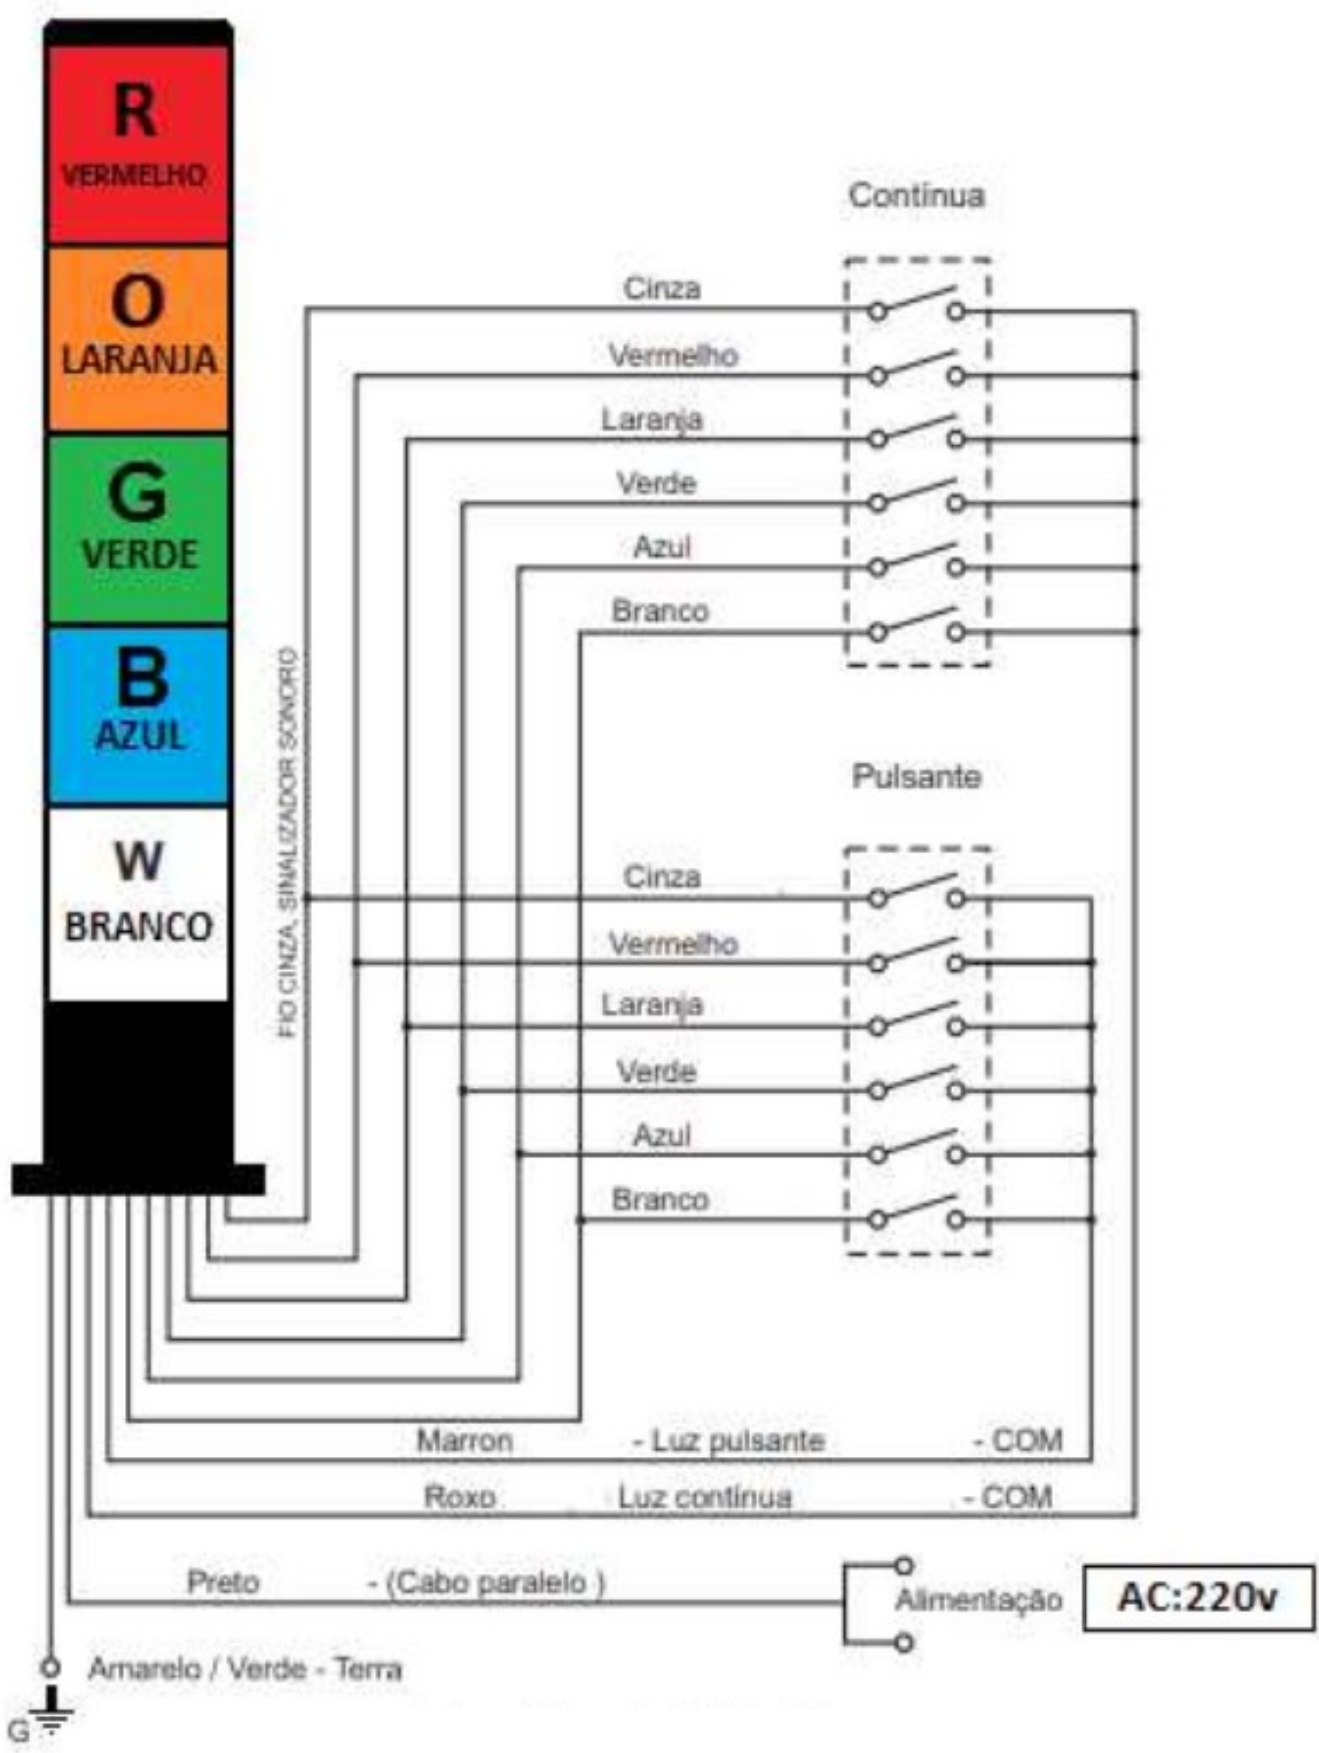 R
VERMELHO
O
LARANJA
G
VERDE
B
AZUL
W
BRANCO
FIO CINZA, SINALIZADOR SONORO
Contínua
Cinza
Vermelho
Laranja
Verde
Azul
Branco
Pulsante
Cinza
Vermelho
Laranja
Verde
Azul
Branco
Marron - Luz pulsante - COM
Roxo Luz contínua - COM
Preto - (Cabo paralelo )
Alimentação
AC:220v
Amarelo / Verde - Terra
G